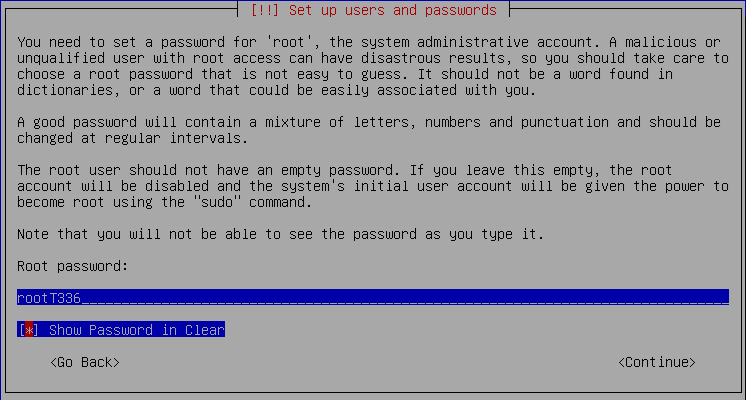 [!!] Set up users and passwords
You need to set a password for 'root', the system administrative account. A malicious or
unqualified user with root access can have disastrous results, so you should take care to
choose a root password that is not easy to guess. It should not be a word found in
dictionaries, or a word that could be easily associated with you.
A good password will contain a mixture of letters, numbers and punctuation and should be
changed at regular intervals.
The root user should not have an empty password. If you leave this empty, the root
account will be disabled and the system's initial user account will be given the power to
become root using the "sudo" command.
Note that you will not be able to see the password as you type it.
Root password:
rootT336
[*] Show Password in Clear
<Go Back> <Continue>